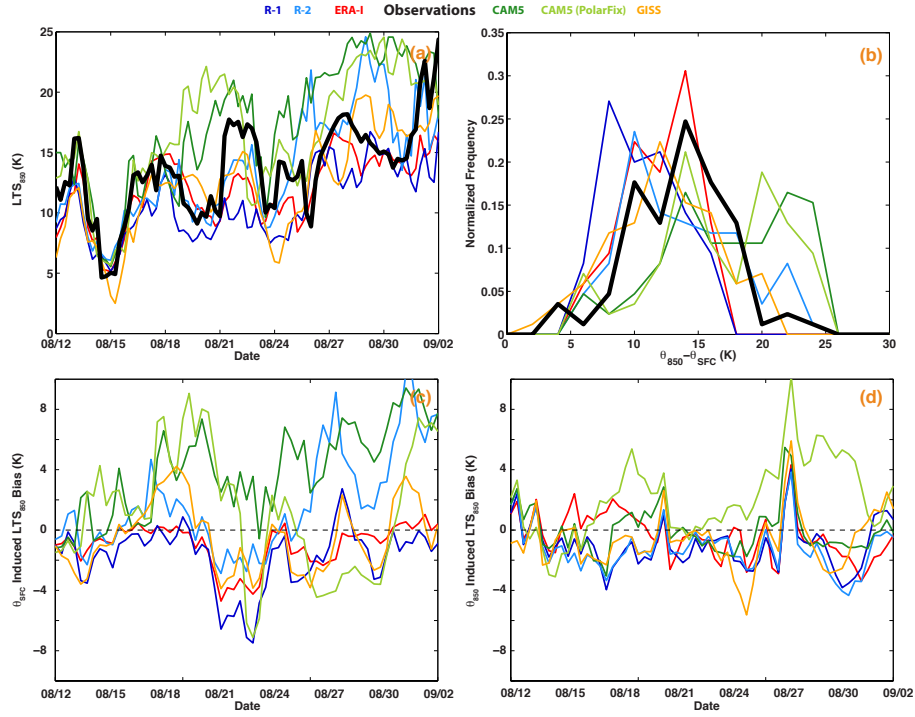 R-1 R-2 ERA-I Observations CAM5 CAM5 (PolarFix) GISS
(a)
LTS850 (K)
25
20
15
10
5
0
08/12 08/15 08/18 08/21 08/24 08/27 08/30 09/02
Date
(b)
Normalized Frequency
0.35
0.3
0.25
0.2
0.15
0.1
0.05
0
0 5 10 15 20 25 30
θ850−θSFC (K)
(c)
θSFC Induced LTS850 Bias (K)
8
4
0
−4
−8
08/12 08/15 08/18 08/21 08/24 08/27 08/30 09/02
Date
(d)
θ850 Induced LTS850 Bias (K)
8
4
0
−4
−8
08/12 08/15 08/18 08/21 08/24 08/27 08/30 09/02
Date